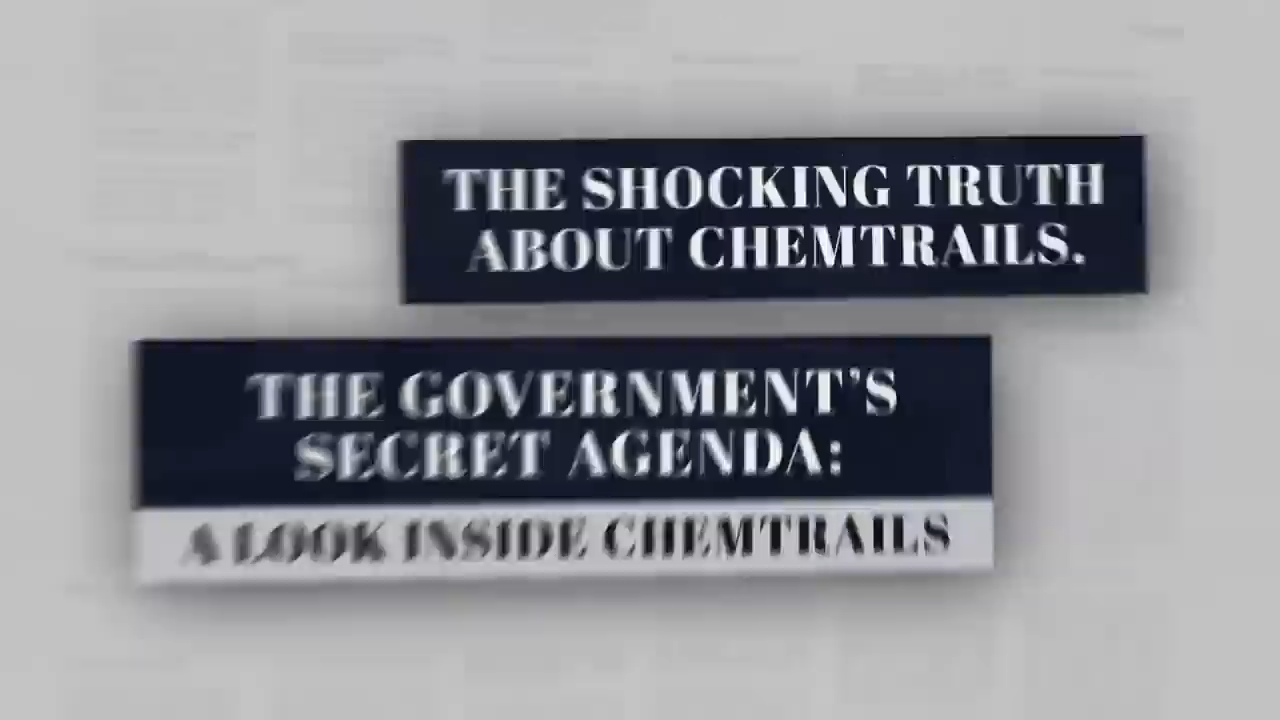 THE SHOCKING TRUTH
ABOUT CHEMTRAILS.
THE GOVERNMENT'S
SECRET AGENDA:
A LOOK INSIDE CHEMTRAILS